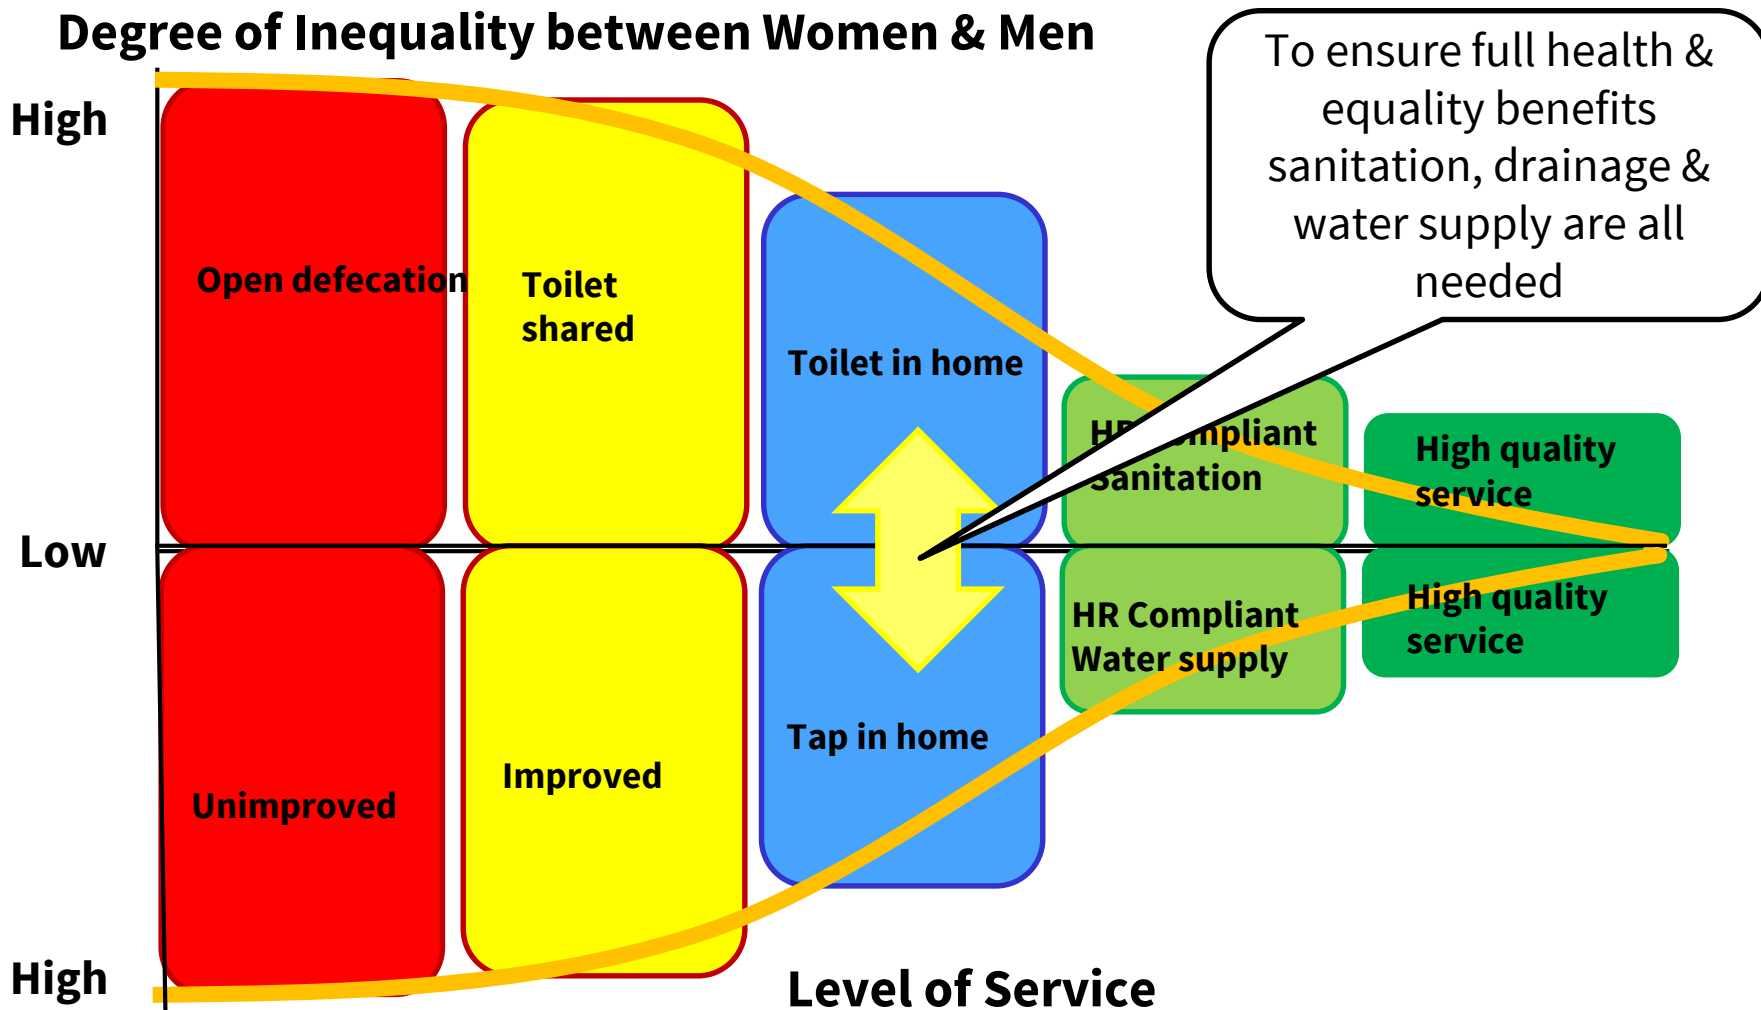 Degree of Inequality between Women & Men
To ensure full health &
equality benefits
sanitation, drainage &
water supply are all
needed
High
Open defecation
Toilet
shared
Toilet in home
Compliant
Sanitation
High quality
service
Low
HR Compliant
Water supply
High quality
service
Tap in home
Improved
Unimproved
High
Level of Service